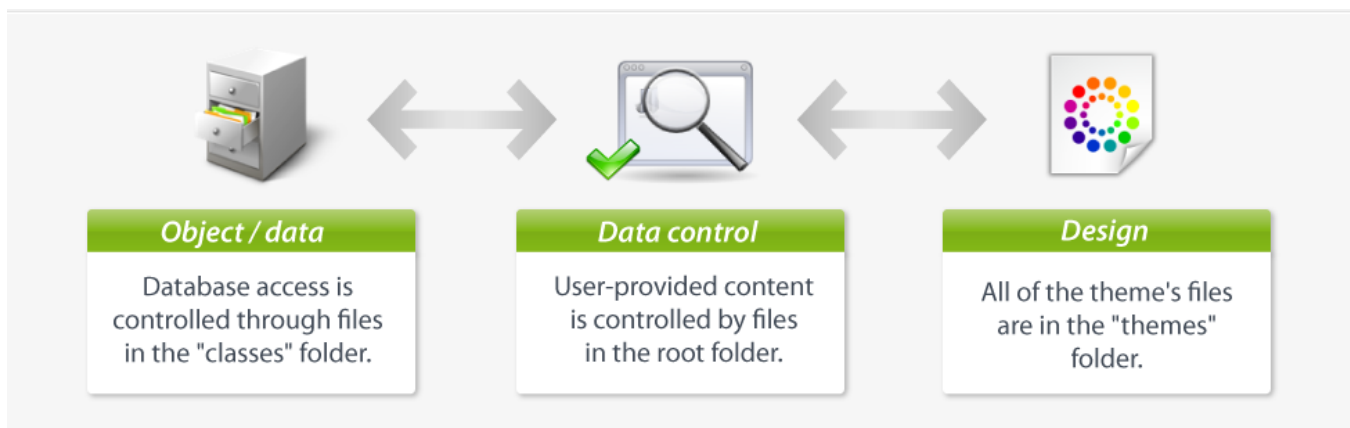 Object / data
Database access is
controlled through files
in the "classes" folder.
Data control
User-provided content
is controlled by files
in the root folder.
Design
All of the theme's files
are in the "themes"
folder.